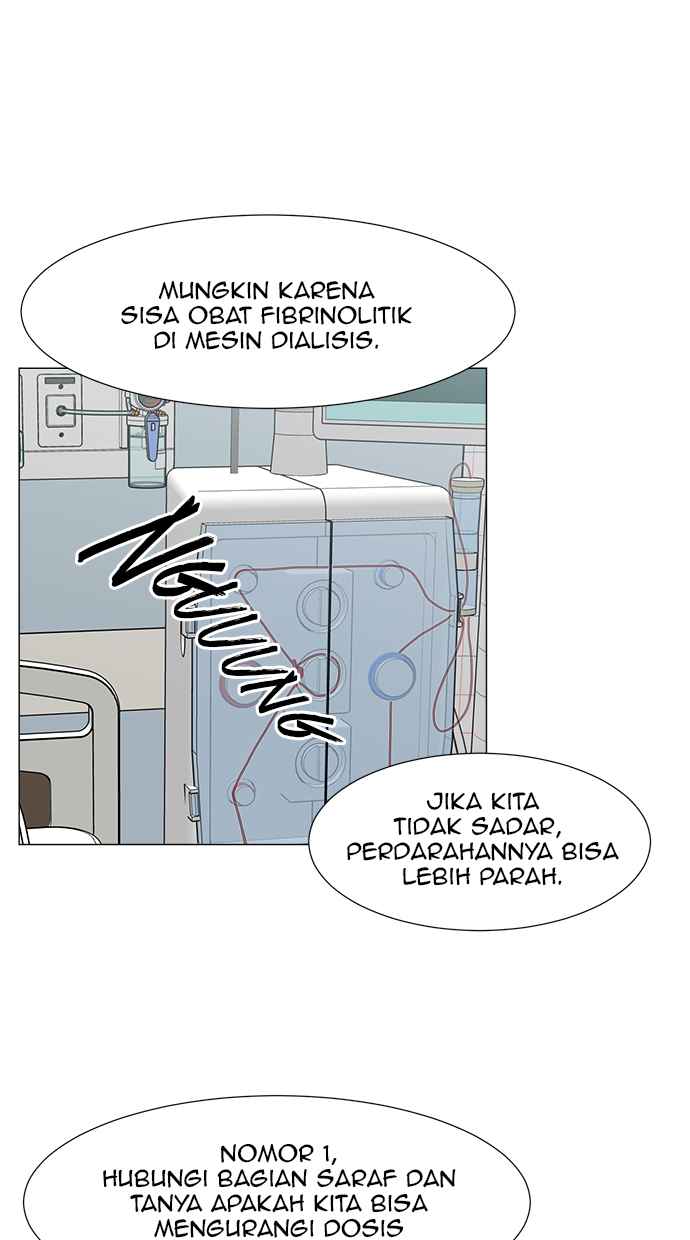 MUNGKIN KARENA
SISA OBAT FIBRINOLITIK
DI MESIN DIALISIS.
NGUUUNG
JIKA KITA
TIDAK SADAR,
PERDARAHANNYA BISA
LEBIH PARAH.
NOMOR 1,
HUBUNGI BAGIAN SARAF DAN
TANYA APAKAH KITA BISA
MENGURANGI DOSIS